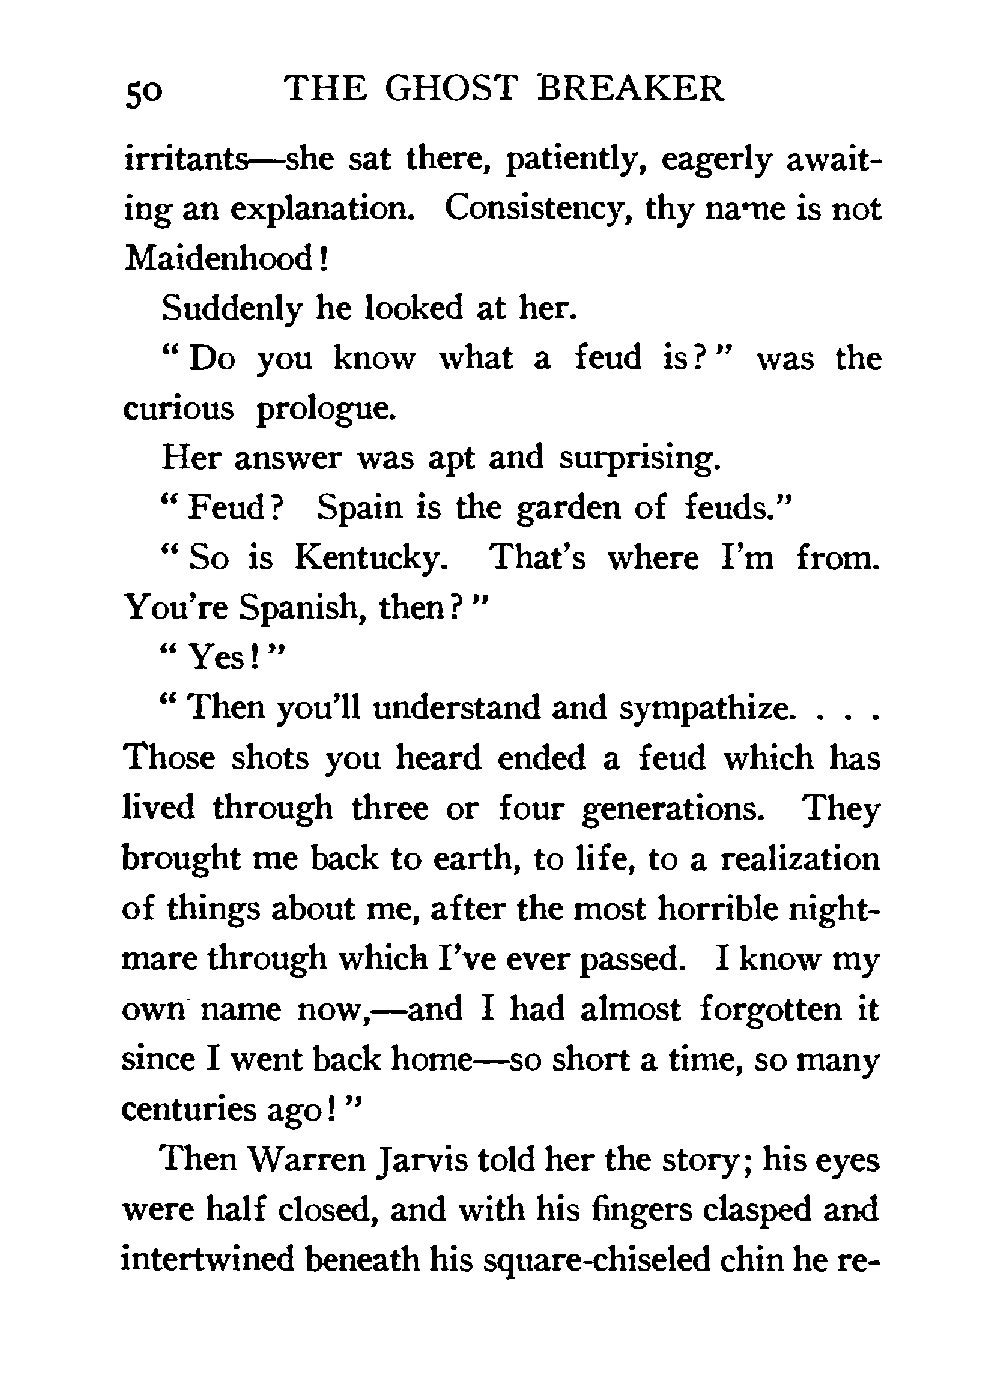 50 THE GHOST BREAKER
irritants—she sat there, patiently, eagerly await-
ing an explanation. Consistency, thy name is not
Maidenhood!
Suddenly he looked at her.
“Do you know what a feud is?” was the
curious prologue.
Her answer was apt and surprising.
“Feud? Spain is the garden of feuds.”
“So is Kentucky. That’s where I’m from.
You’re Spanish, then?”
“Yes!”
“Then you’ll understand and sympathize. . . .
Those shots you heard ended a feud which has
lived through three or four generations. They
brought me back to earth, to life, to a realization
of things about me, after the most horrible night-
mare through which I’ve ever passed. I know my
own name now,—and I had almost forgotten it
since I went back home—so short a time, so many
centuries ago!”
Then Warren Jarvis told her the story; his eyes
were half closed, and with his fingers clasped and
intertwined beneath his square-chiseled chin he re-